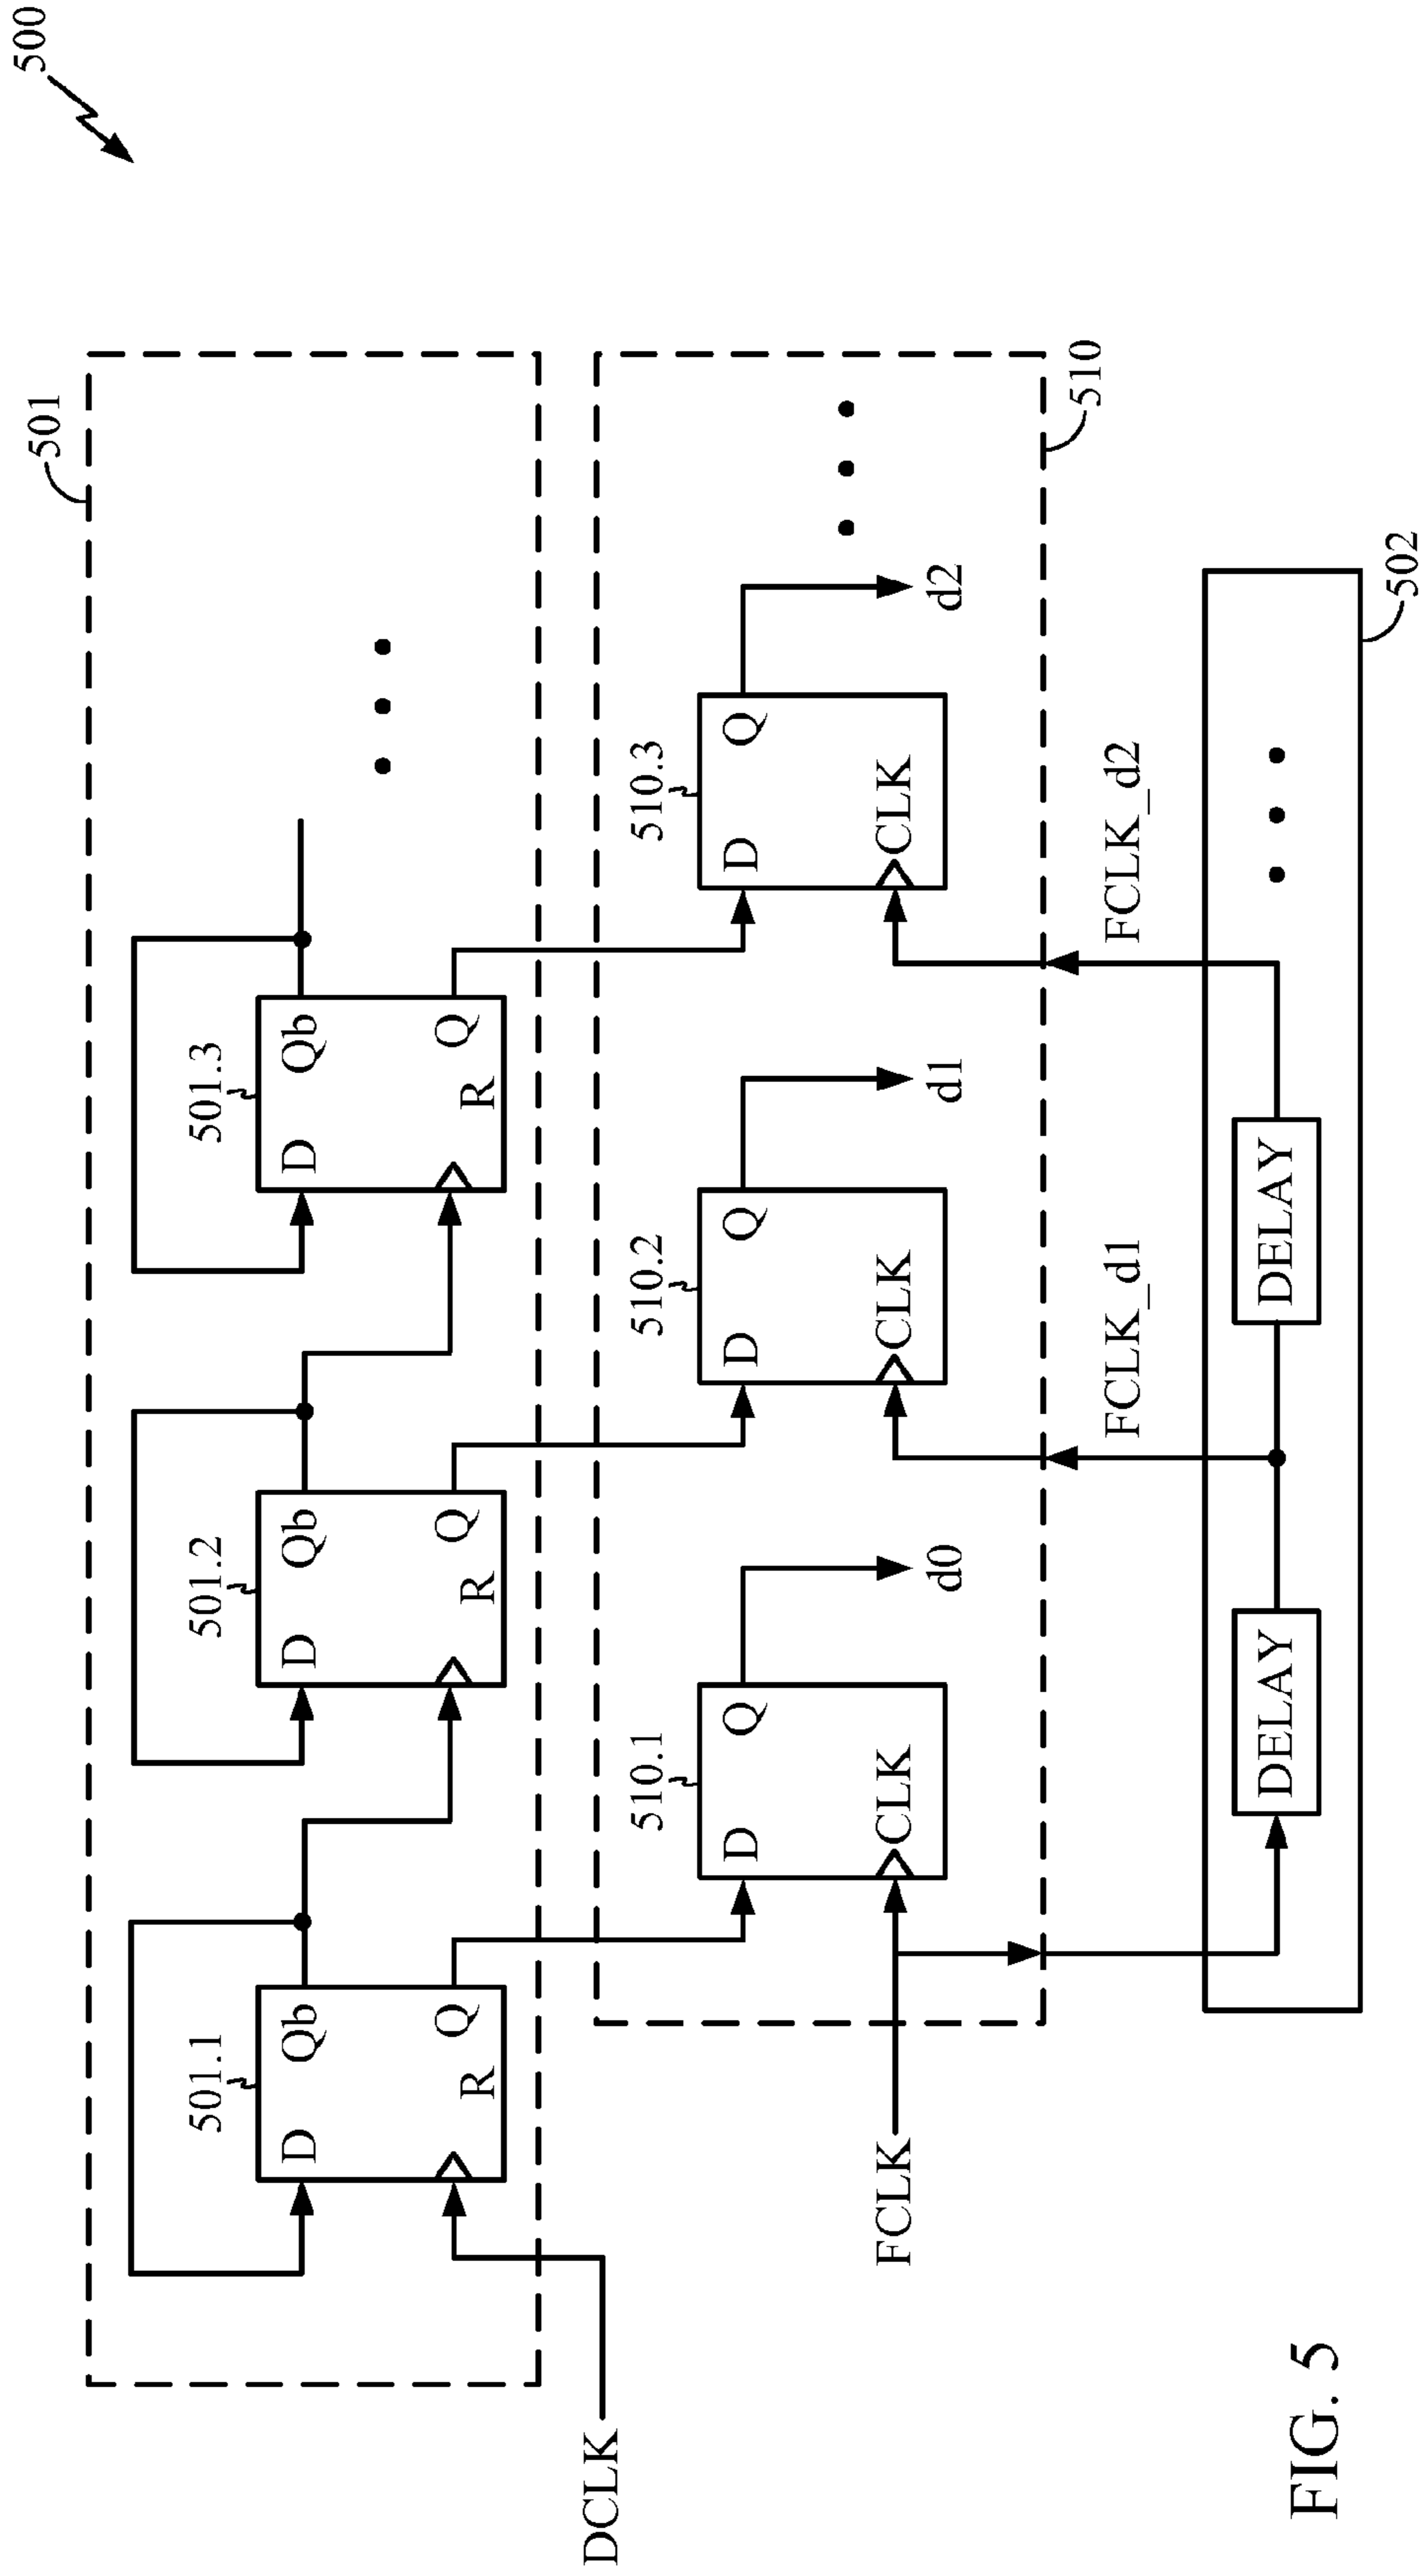 500
501
501.1
D
Qb
R
Q
501.2
D
Qb
R
Q
501.3
D
Qb
R
Q
DCLK
510
510.1
D
Q
CLK
d0
510.2
D
Q
CLK
d1
510.3
D
Q
CLK
d2
FCLK
FCLK_d1
FCLK_d2
DELAY
DELAY
502
FIG. 5